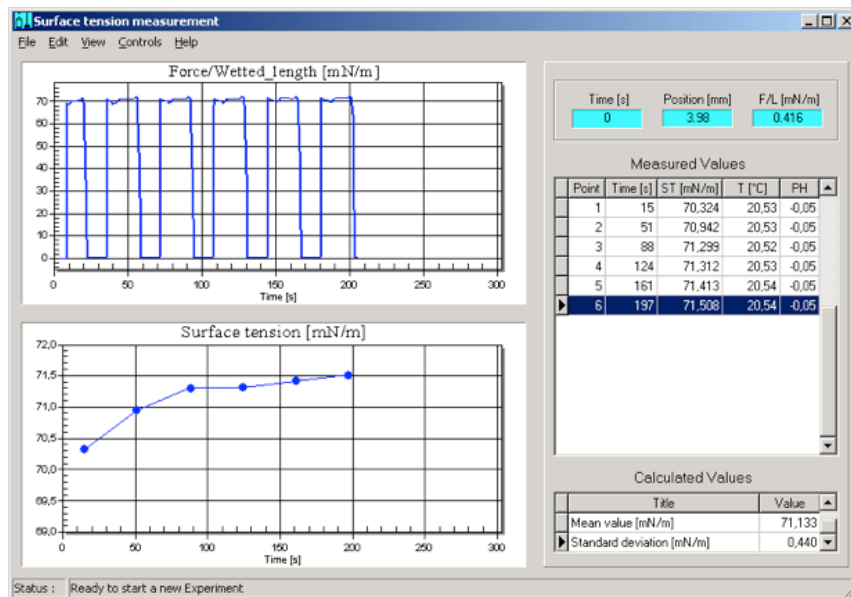 Surface tension measurement
File Edit View Controls Help
Force/Wetted_length [mN/m]
70
60
50
40
30
20
10
0
0 50 100 150 200 250 300
Time [s]
Surface tension [mN/m]
72,0
71,5
71,0
70,5
70,0
69,5
69,0
0 50 100 150 200 250 300
Time [s]
Time [s] Position [mm] F/L [mN/m]
0 3.98 0.416
Measured Values
Point Time [s] ST [mN/m] T [°C] PH
1 15 70,324 20,53 -0,05
2 51 70,942 20,53 -0,05
3 88 71,299 20,52 -0,05
4 124 71,312 20,53 -0,05
5 161 71,413 20,54 -0,05
6 197 71,508 20,54 -0,05
Calculated Values
Title Value
Mean value [mN/m] 71,133
Standard deviation [mN/m] 0,440
Status : Ready to start a new Experiment